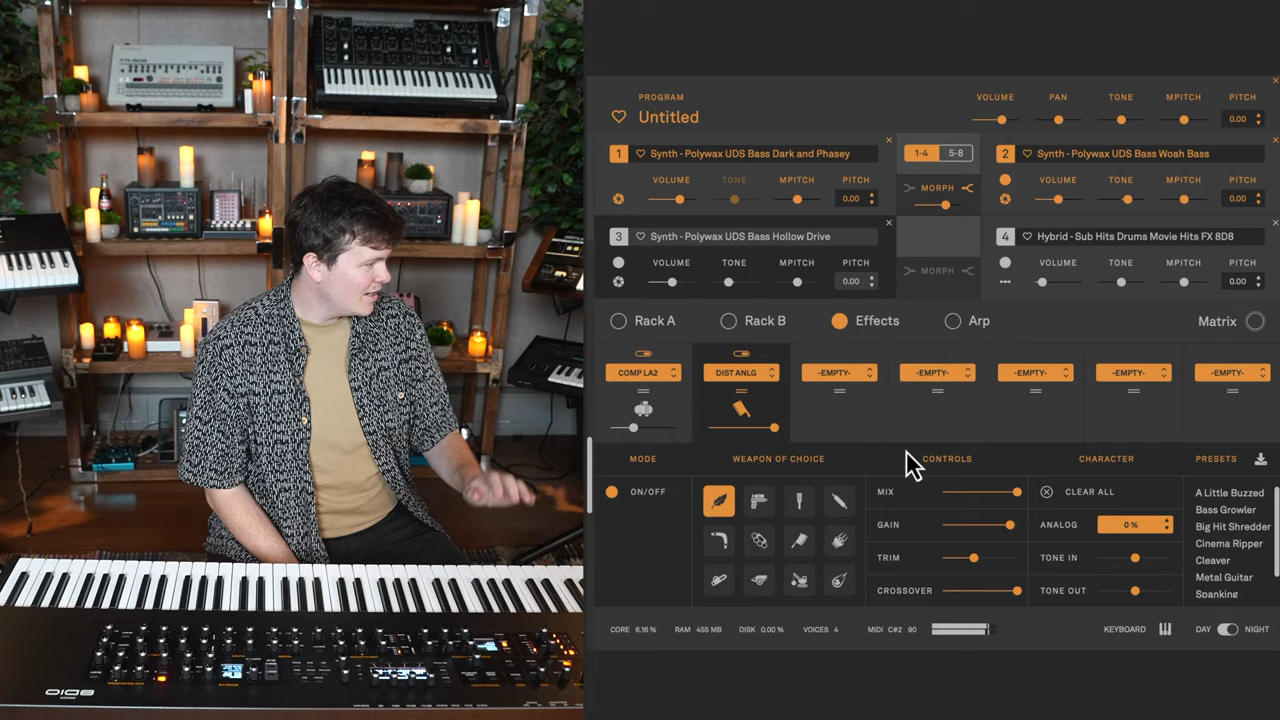 PROGRAM
Untitled
VOLUME PAN TONE MPITCH PITCH
0.00
1 Synth - Polywax UDS Bass Dark and Phasey
VOLUME TONE MPITCH PITCH
0.00
1-4 5-8
MORPH
2 Synth - Polywax UDS Bass Woah Bass
VOLUME TONE MPITCH PITCH
0.00
3 Synth - Polywax UDS Bass Hollow Drive
VOLUME TONE MPITCH PITCH
0.00
MORPH
4 Hybrid - Sub Hits Drums Movie Hits FX 8D8
VOLUME TONE MPITCH PITCH
0.00
Rack A Rack B Effects Arp Matrix
COMP LA2 DIST ANLG -EMPTY- -EMPTY- -EMPTY- -EMPTY- -EMPTY-
MODE
ON/OFF
WEAPON OF CHOICE
CONTROLS
MIX
GAIN
TRIM
CROSSOVER
CHARACTER
CLEAR ALL
ANALOG 0 %
TONE IN
TONE OUT
PRESETS
A Little Buzzed
Bass Growler
Big Hit Shredder
Cinema Ripper
Cleaver
Metal Guitar
Spanking
CORE 6.16 % RAM 455 MB DISK 0.00 % VOICES 4 MIDI C#2 90 KEYBOARD DAY NIGHT